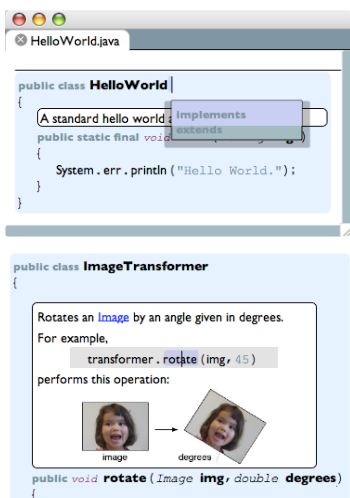 HelloWorld.java
public class HelloWorld
{
A standard hello world
implements
extends
public static final void
{
System . err . println ("Hello World.");
}
}
public class ImageTransformer
{
Rotates an Image by an angle given in degrees.
For example,
transformer . rotate (img, 45)
performs this operation:
image degrees
public void rotate (Image img, double degrees)
{